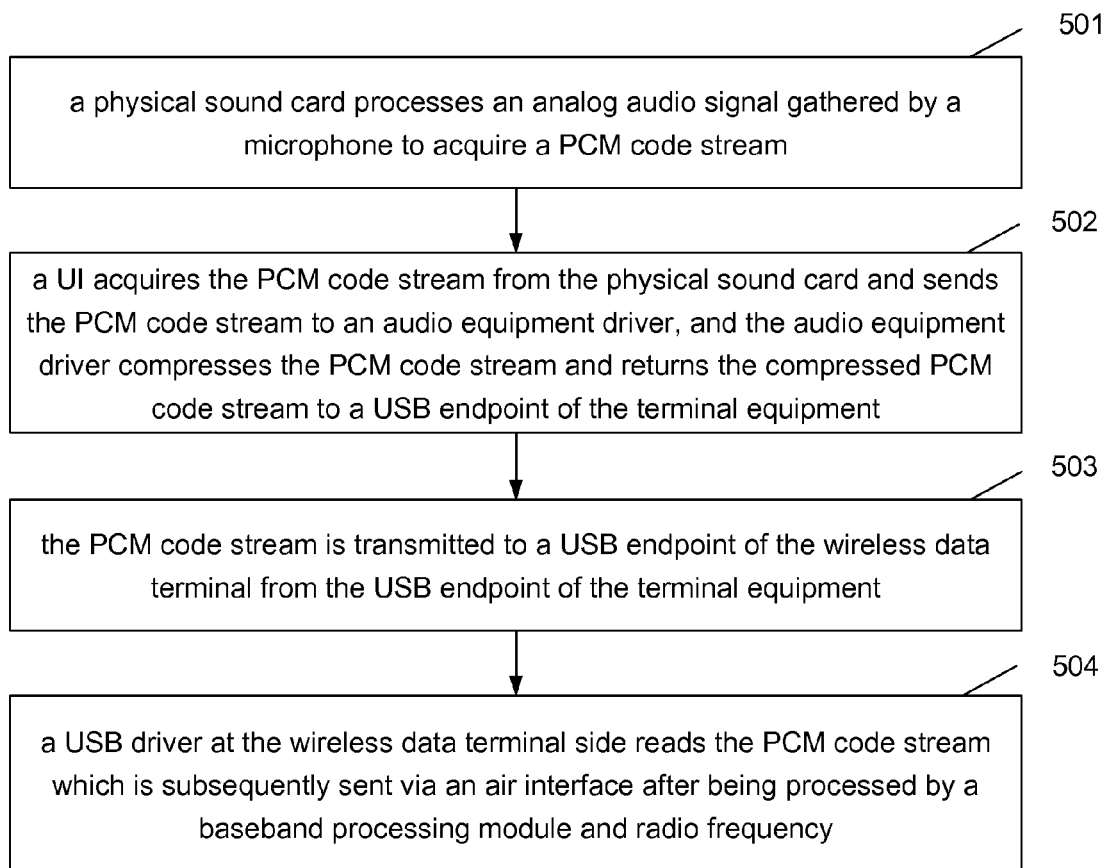 501
a physical sound card processes an analog audio signal gathered by a
microphone to acquire a PCM code stream
502
a UI acquires the PCM code stream from the physical sound card and sends
the PCM code stream to an audio equipment driver, and the audio equipment
driver compresses the PCM code stream and returns the compressed PCM
code stream to a USB endpoint of the terminal equipment
503
the PCM code stream is transmitted to a USB endpoint of the wireless data
terminal from the USB endpoint of the terminal equipment
504
a USB driver at the wireless data terminal side reads the PCM code stream
which is subsequently sent via an air interface after being processed by a
baseband processing module and radio frequency